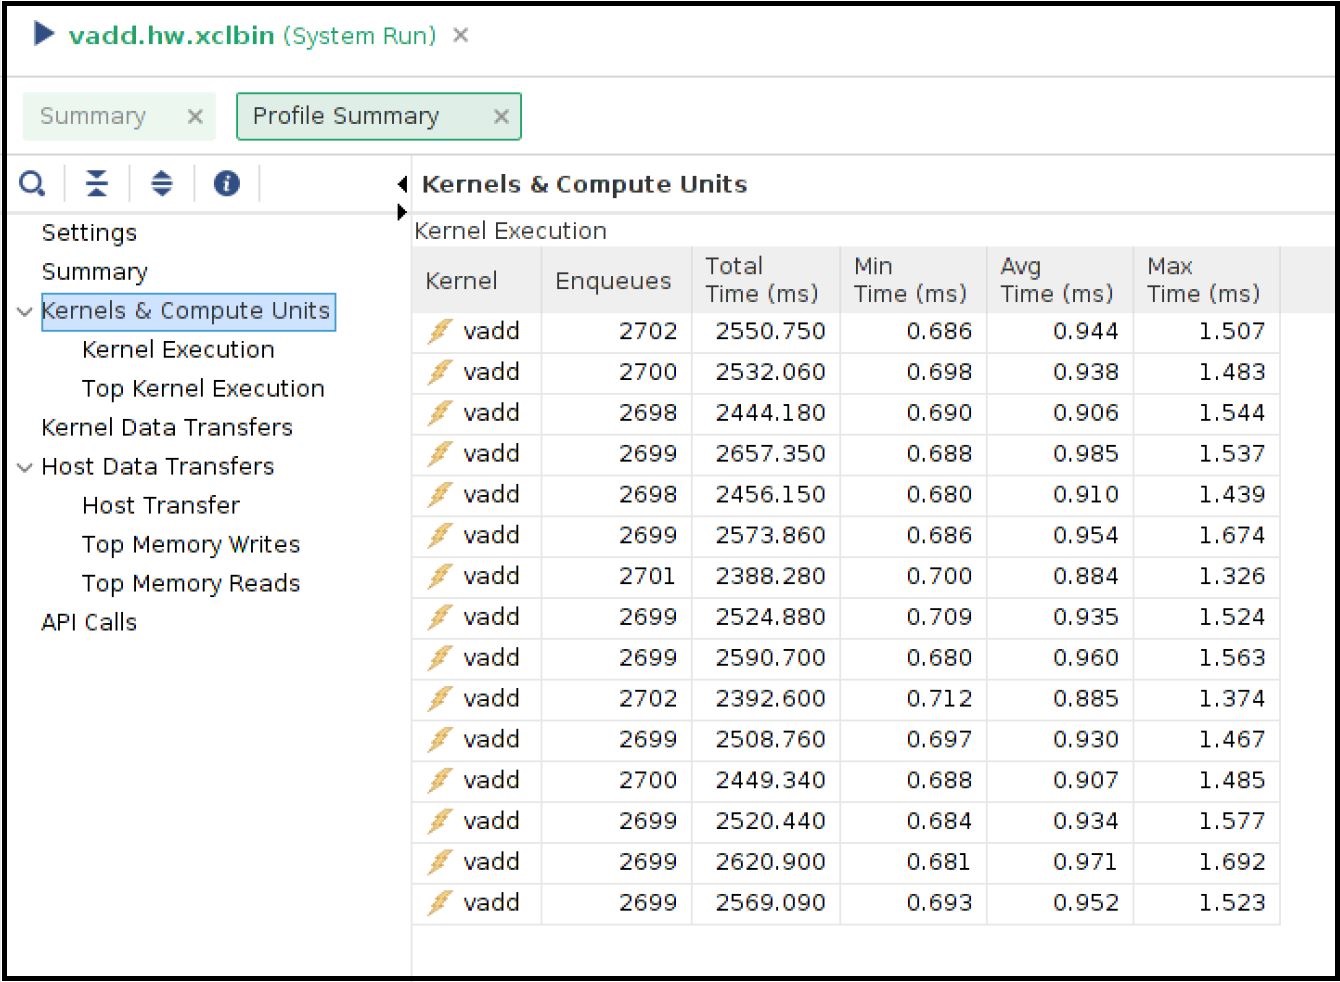 vadd.hw.xclbin (System Run)
Summary
Profile Summary
Settings
Summary
Kernels & Compute Units
Kernel Execution
Top Kernel Execution
Kernel Data Transfers
Host Data Transfers
Host Transfer
Top Memory Writes
Top Memory Reads
API Calls
Kernels & Compute Units
Kernel Execution
Kernel Enqueues Total Time (ms) Min Time (ms) Avg Time (ms) Max Time (ms)
vadd 2702 2550.750 0.686 0.944 1.507
vadd 2700 2532.060 0.698 0.938 1.483
vadd 2698 2444.180 0.690 0.906 1.544
vadd 2699 2657.350 0.688 0.985 1.537
vadd 2698 2456.150 0.680 0.910 1.439
vadd 2699 2573.860 0.686 0.954 1.674
vadd 2701 2388.280 0.700 0.884 1.326
vadd 2699 2524.880 0.709 0.935 1.524
vadd 2699 2590.700 0.680 0.960 1.563
vadd 2702 2392.600 0.712 0.885 1.374
vadd 2699 2508.760 0.697 0.930 1.467
vadd 2700 2449.340 0.688 0.907 1.485
vadd 2699 2520.440 0.684 0.934 1.577
vadd 2699 2620.900 0.681 0.971 1.692
vadd 2699 2569.090 0.693 0.952 1.523